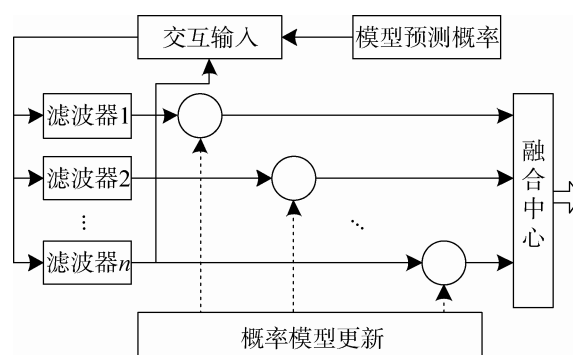 交互输入
模型预测概率
滤波器1
滤波器2
⋮
滤波器n
⋱
融合中心
概率模型更新